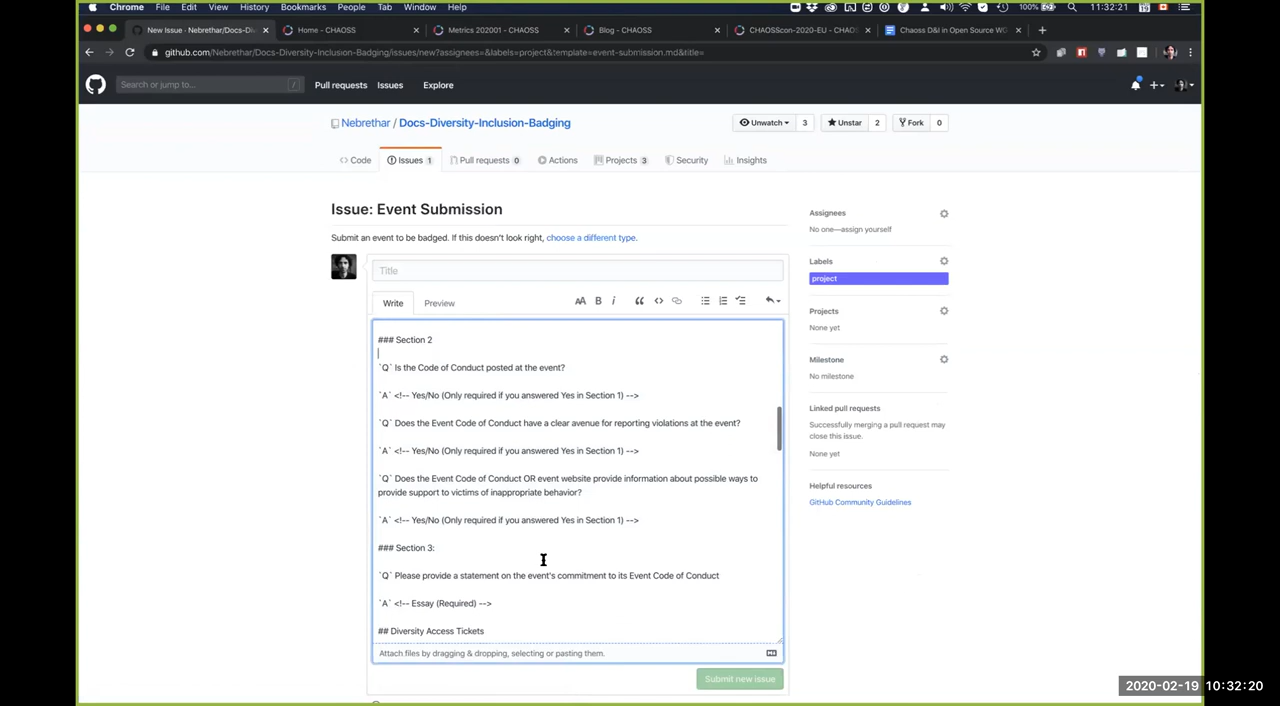 Chrome File Edit View History Bookmarks People Tab Window Help 100% 11:32:21
New Issue - Nebrethar/Docs-Di × Home - CHAOSS × Metrics 202001 - CHAOSS × Blog - CHAOSS × CHAOSScon-2020-EU - CHAOS × Chaoss D&I in Open Source WG ×
github.com/Nebrethar/Docs-Diversity-Inclusion-Badging/issues/new?assignees=&labels=project&template=event-submission.md&title=
Search or jump to... / Pull requests Issues Explore
Nebrethar / Docs-Diversity-Inclusion-Badging Unwatch 3 Unstar 2 Fork 0
<> Code Issues 1 Pull requests 0 Actions Projects 3 Security Insights
Issue: Event Submission
Submit an event to be badged. If this doesn't look right, choose a different type.
Title
Write Preview AA B i
### Section 2
`Q` Is the Code of Conduct posted at the event?
`A` <!-- Yes/No (Only required if you answered Yes in Section 1) -->
`Q` Does the Event Code of Conduct have a clear avenue for reporting violations at the event?
`A` <!-- Yes/No (Only required if you answered Yes in Section 1) -->
`Q` Does the Event Code of Conduct OR event website provide information about possible ways to
provide support to victims of inappropriate behavior?
`A` <!-- Yes/No (Only required if you answered Yes in Section 1) -->
### Section 3:
`Q` Please provide a statement on the event's commitment to its Event Code of Conduct
`A` <!-- Essay (Required) -->
## Diversity Access Tickets
Attach files by dragging & dropping, selecting or pasting them.
Submit new issue
Assignees
No one—assign yourself
Labels
project
Projects
None yet
Milestone
No milestone
Linked pull requests
Successfully merging a pull request may
close this issue.
None yet
Helpful resources
GitHub Community Guidelines
2020-02-19 10:32:20